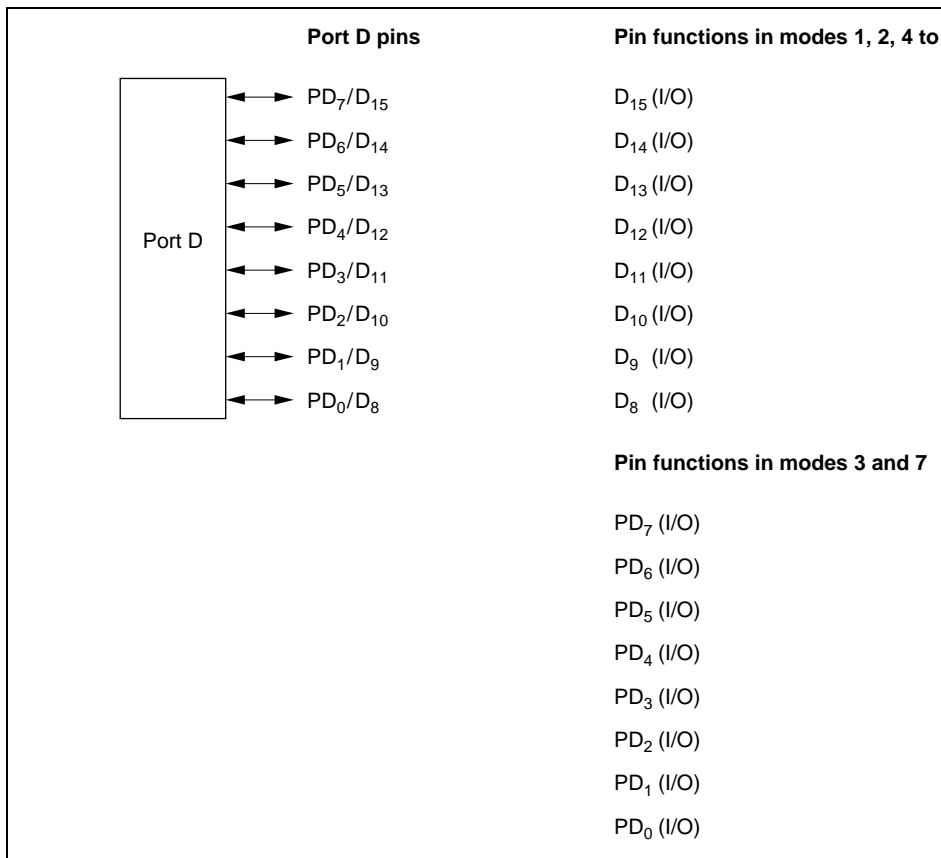 Port D pins Pin functions in modes 1, 2, 4 to
PD₇/D₁₅ D₁₅ (I/O)
PD₆/D₁₄ D₁₄ (I/O)
PD₅/D₁₃ D₁₃ (I/O)
PD₄/D₁₂ D₁₂ (I/O)
Port D
PD₃/D₁₁ D₁₁ (I/O)
PD₂/D₁₀ D₁₀ (I/O)
PD₁/D₉ D₉ (I/O)
PD₀/D₈ D₈ (I/O)
Pin functions in modes 3 and 7
PD₇ (I/O)
PD₆ (I/O)
PD₅ (I/O)
PD₄ (I/O)
PD₃ (I/O)
PD₂ (I/O)
PD₁ (I/O)
PD₀ (I/O)